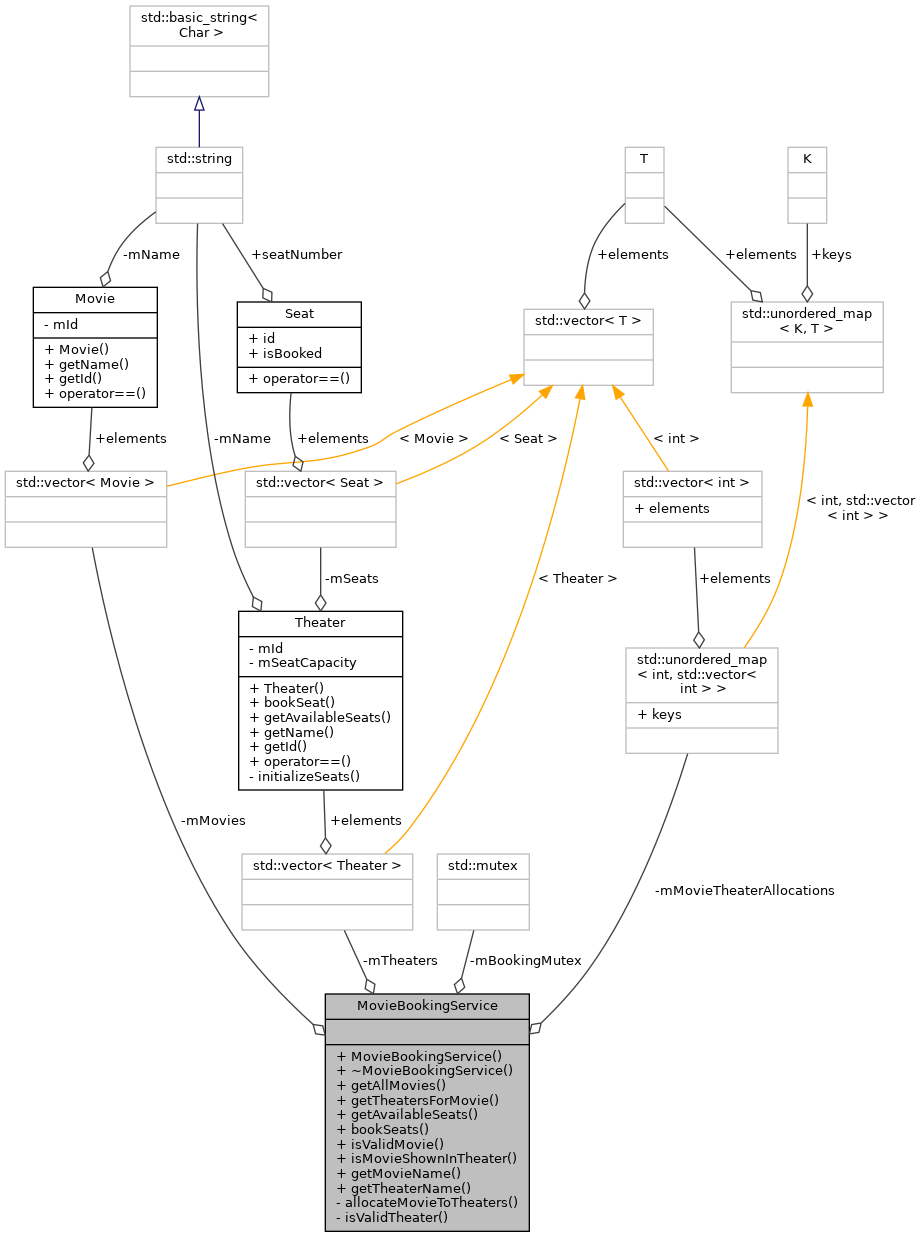 std::basic_string<
Char >
std::string
T
K
-mName
+seatNumber
+elements
+elements
+keys
Movie
- mId
+ Movie()
+ getName()
+ getId()
+ operator==()
Seat
+ id
+ isBooked
+ operator==()
std::vector< T >
std::unordered_map
< K, T >
+elements
-mName
+elements
< Movie >
< Seat >
< int >
std::vector< Movie >
std::vector< Seat >
std::vector< int >
+ elements
< int, std::vector
< int > >
-mSeats
< Theater >
+elements
Theater
- mId
- mSeatCapacity
+ Theater()
+ bookSeat()
+ getAvailableSeats()
+ getName()
+ getId()
+ operator==()
- initializeSeats()
std::unordered_map
< int, std::vector<
int > >
+ keys
-mMovies
+elements
std::vector< Theater >
std::mutex
-mMovieTheaterAllocations
-mTheaters
-mBookingMutex
MovieBookingService
+ MovieBookingService()
+ ~MovieBookingService()
+ getAllMovies()
+ getTheatersForMovie()
+ getAvailableSeats()
+ bookSeats()
+ isValidMovie()
+ isMovieShownInTheater()
+ getMovieName()
+ getTheaterName()
- allocateMovieToTheaters()
- isValidTheater()